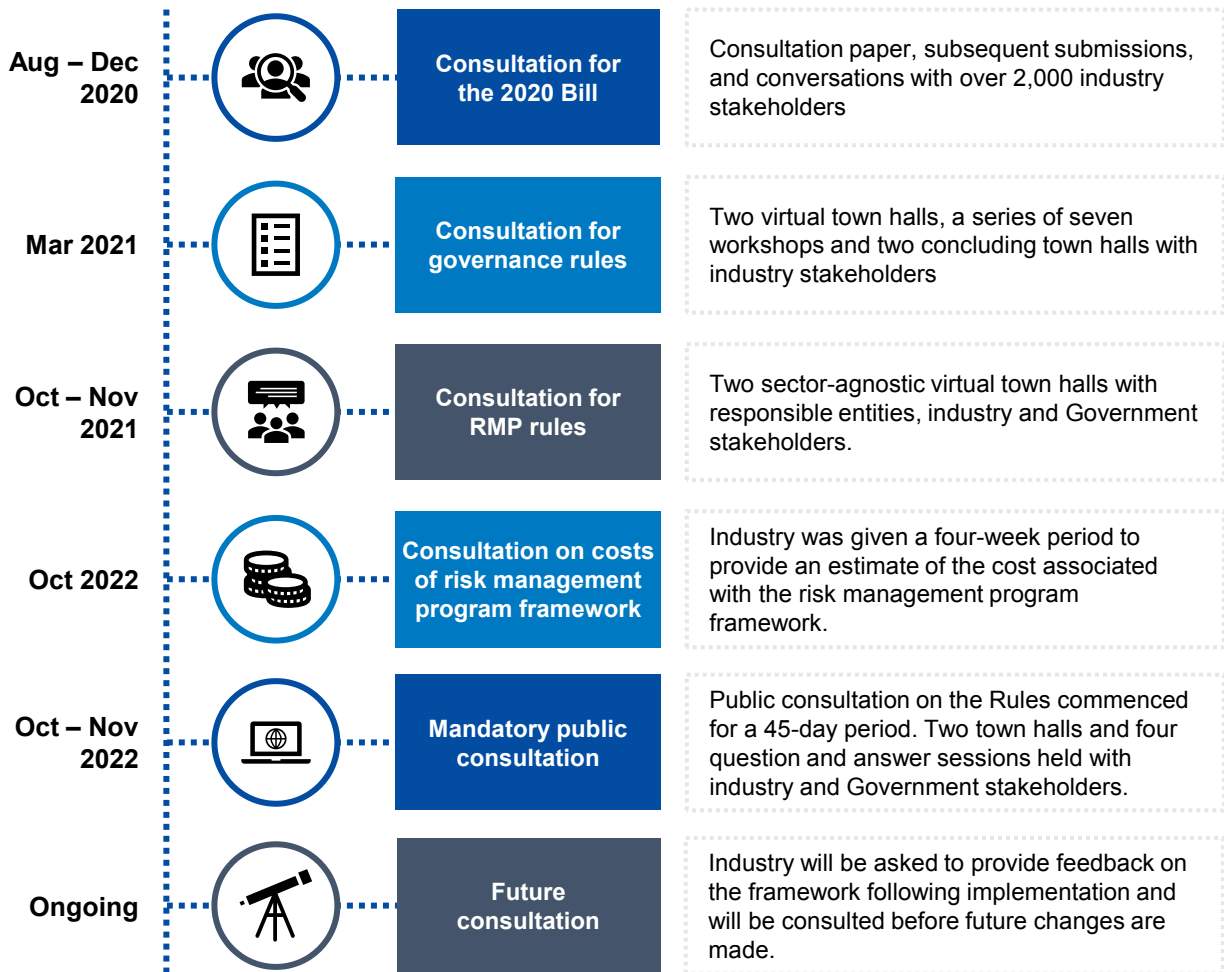 Aug – Dec
2020
Consultation for
the 2020 Bill
Consultation paper, subsequent submissions,
and conversations with over 2,000 industry
stakeholders
Mar 2021
Consultation for
governance rules
Two virtual town halls, a series of seven
workshops and two concluding town halls with
industry stakeholders
Oct – Nov
2021
Consultation for
RMP rules
Two sector-agnostic virtual town halls with
responsible entities, industry and Government
stakeholders.
Oct 2022
Consultation on costs
of risk management
program framework
Industry was given a four-week period to
provide an estimate of the cost associated
with the risk management program
framework.
Oct – Nov
2022
Mandatory public
consultation
Public consultation on the Rules commenced
for a 45-day period. Two town halls and four
question and answer sessions held with
industry and Government stakeholders.
Ongoing
Future
consultation
Industry will be asked to provide feedback on
the framework following implementation and
will be consulted before future changes are
made.